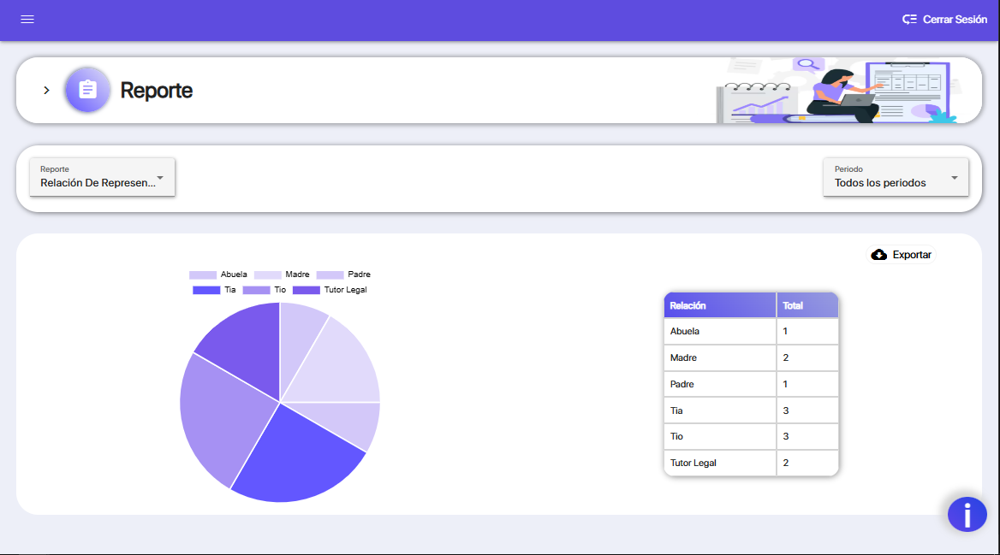 Cerrar Sesión
Reporte
Reporte
Relación De Represen...
Periodo
Todos los periodos
Exportar
Abuela Madre Padre
Tia Tio Tutor Legal
Relación Total
Abuela 1
Madre 2
Padre 1
Tia 3
Tio 3
Tutor Legal 2
i